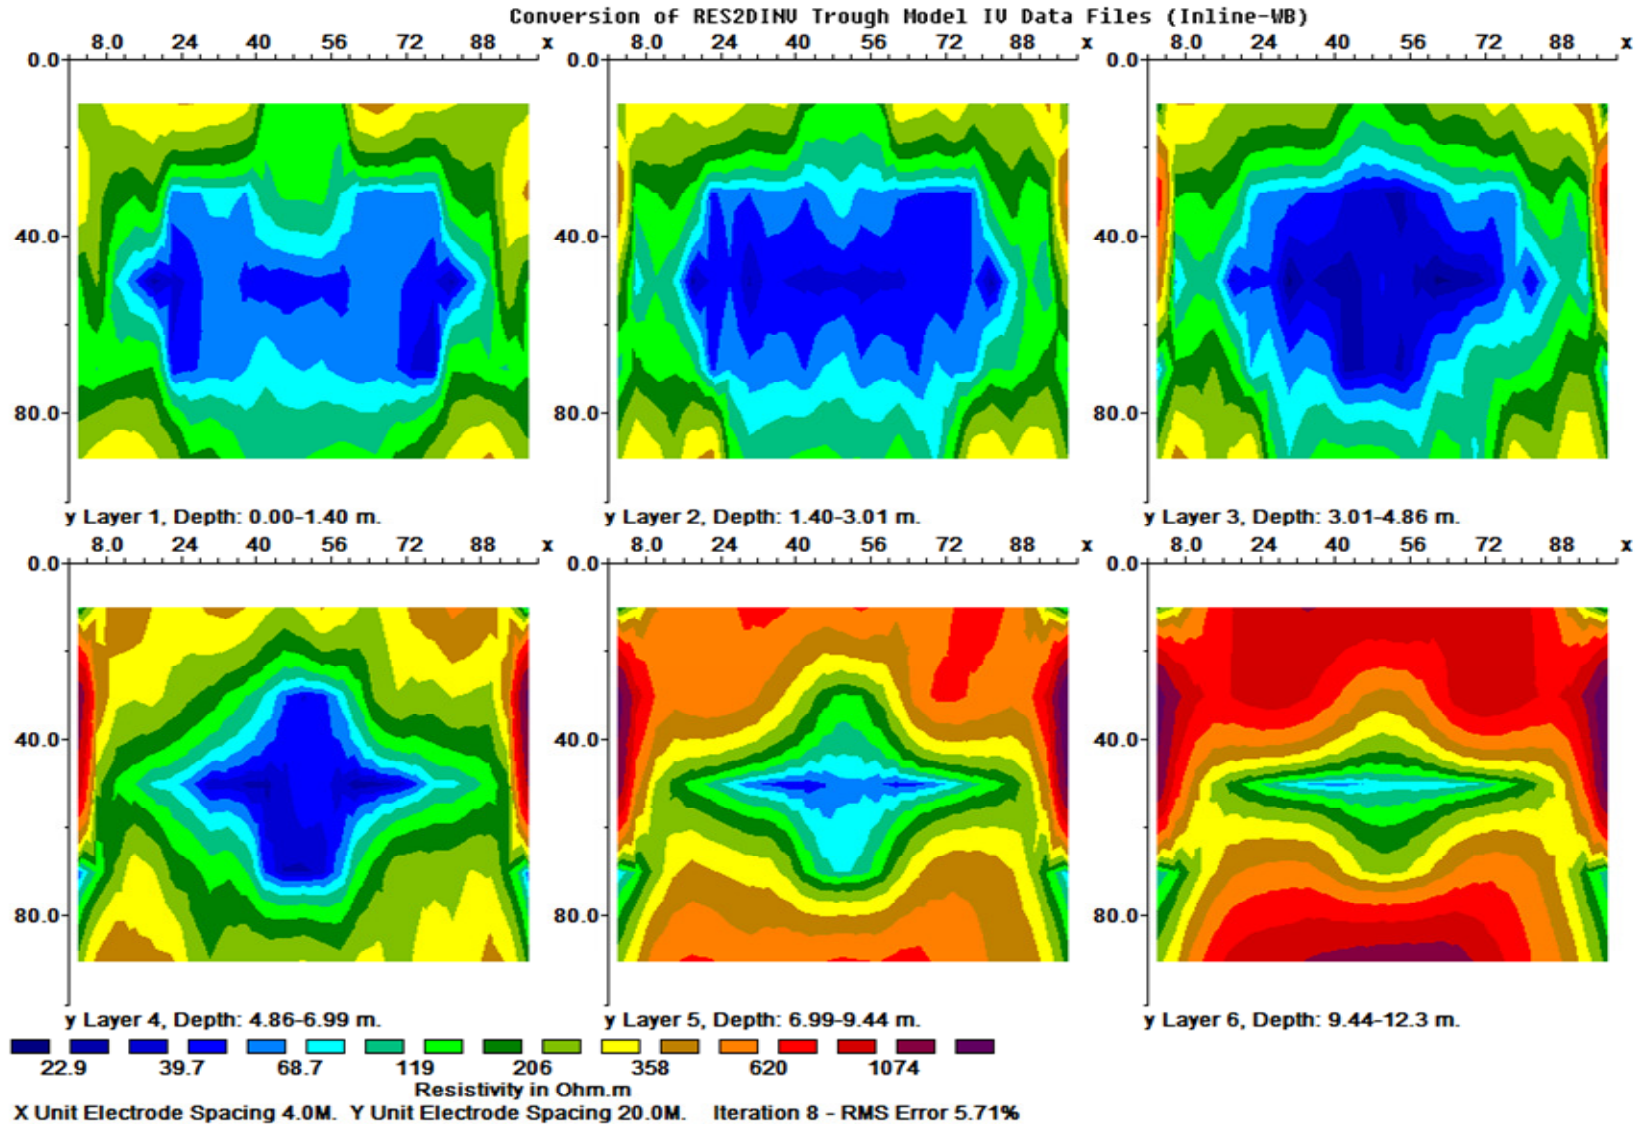 Conversion of RES2DINV Trough Model IV Data Files (Inline-WB)
8.0 24 40 56 72 88 x 8.0 24 40 56 72 88 x 8.0 24 40 56 72 88 x
0.0 0.0 0.0
40.0 40.0 40.0
80.0 80.0 80.0
y Layer 1, Depth: 0.00-1.40 m. y Layer 2, Depth: 1.40-3.01 m. y Layer 3, Depth: 3.01-4.86 m.
8.0 24 40 56 72 88 x 8.0 24 40 56 72 88 x 8.0 24 40 56 72 88 x
0.0 0.0 0.0
40.0 40.0 40.0
80.0 80.0 80.0
y Layer 4, Depth: 4.86-6.99 m. y Layer 5, Depth: 6.99-9.44 m. y Layer 6, Depth: 9.44-12.3 m.
22.9 39.7 68.7 119 206 358 620 1074
Resistivity in Ohm.m
X Unit Electrode Spacing 4.0M. Y Unit Electrode Spacing 20.0M. Iteration 8 - RMS Error 5.71%